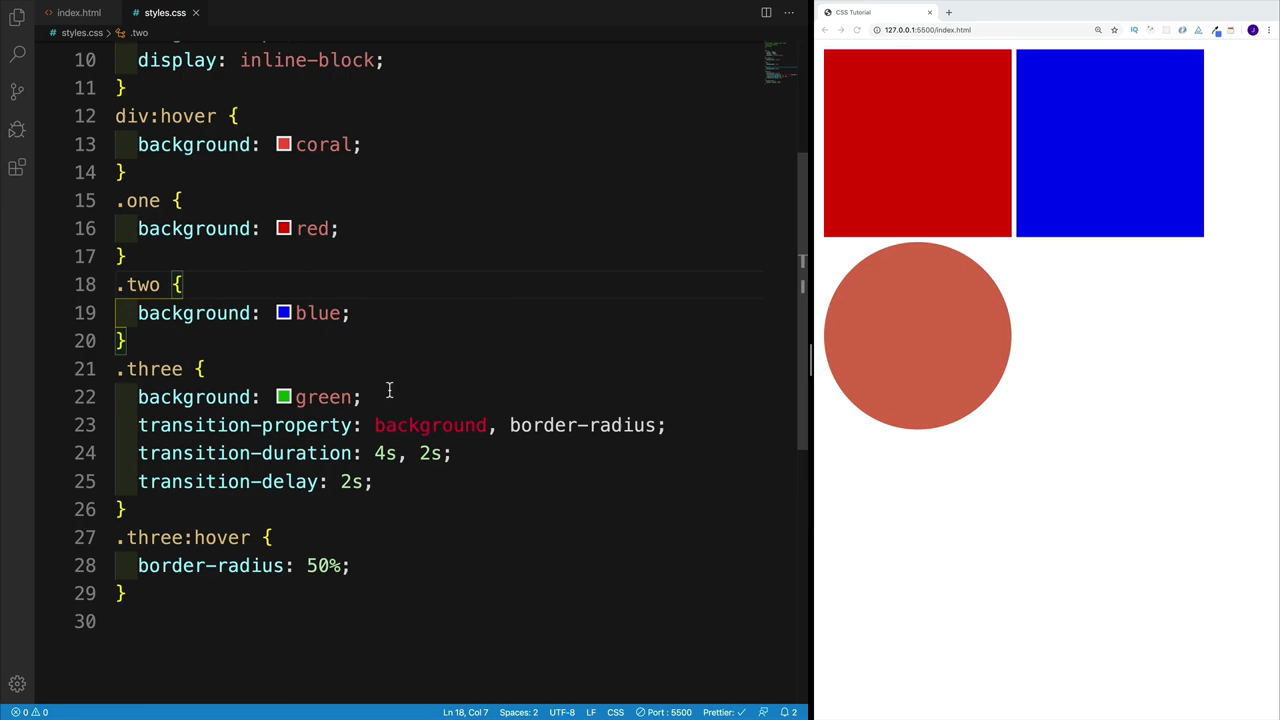 index.html
styles.css
styles.css
.two
10 display: inline-block;
11 }
12 div:hover {
13 background: coral;
14 }
15 .one {
16 background: red;
17 }
18 .two {
19 background: blue;
20 }
21 .three {
22 background: green;
23 transition-property: background, border-radius;
24 transition-duration: 4s, 2s;
25 transition-delay: 2s;
26 }
27 .three:hover {
28 border-radius: 50%;
29 }
30
0 0
Ln 18, Col 7 Spaces: 2 UTF-8 LF CSS Port : 5500 Prettier: 2
CSS Tutorial
127.0.0.1:5500/index.html
IQ J